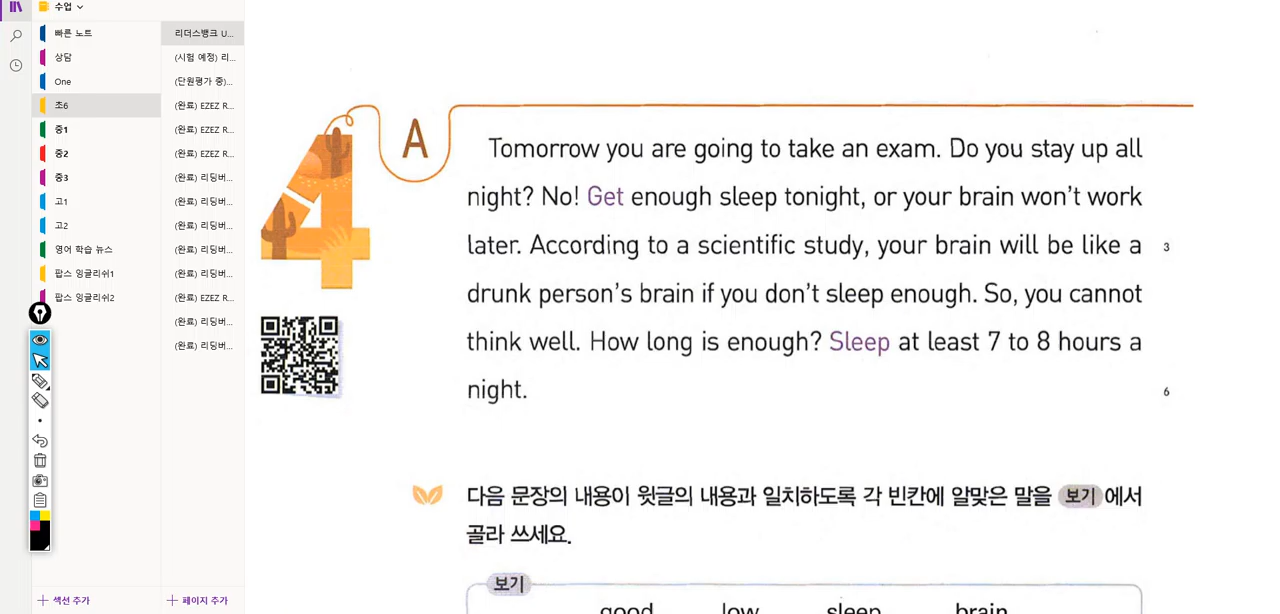 수업
빠른 노트
상담
One
초6
중1
중2
중3
고1
고2
영어 학습 뉴스
팝스 잉글리쉬1
팝스 잉글리쉬2
섹션 추가
리더스뱅크 U...
(시험 예정) 리...
(단원평가 중)...
(완료) EZEZ R...
(완료) EZEZ R...
(완료) EZEZ R...
(완료) 리딩버...
(완료) 리딩버...
(완료) 리딩버...
(완료) 리딩버...
(완료) 리딩버...
(완료) EZEZ R...
(완료) 리딩버...
(완료) 리딩버...
페이지 추가
4
A
Tomorrow you are going to take an exam. Do you stay up all
night? No! Get enough sleep tonight, or your brain won't work
later. According to a scientific study, your brain will be like a 3
drunk person's brain if you don't sleep enough. So, you cannot
think well. How long is enough? Sleep at least 7 to 8 hours a
night. 6
다음 문장의 내용이 윗글의 내용과 일치하도록 각 빈칸에 알맞은 말을 보기 에서
골라 쓰세요.
보기
good low sleep brain